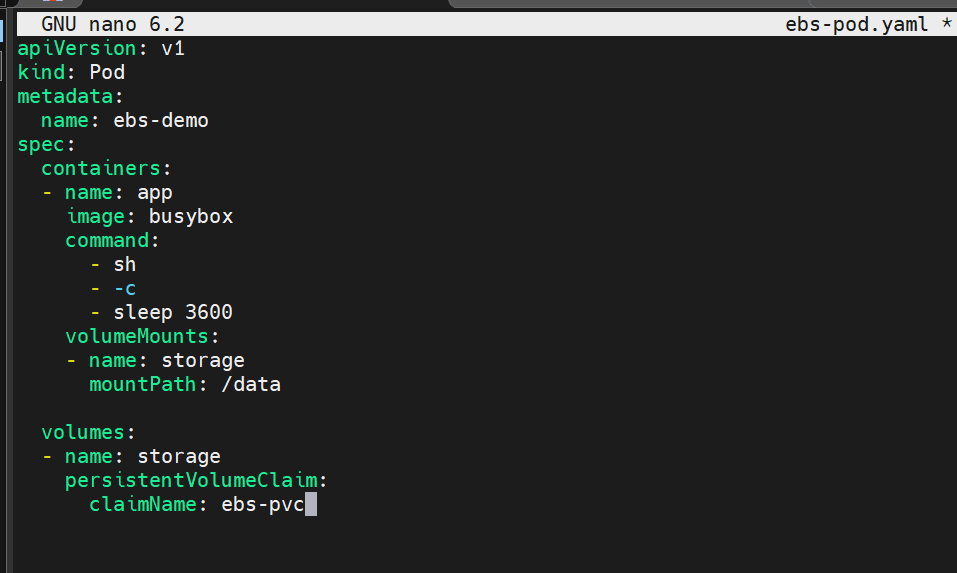 GNU nano 6.2 ebs-pod.yaml *
apiVersion: v1
kind: Pod
metadata:
  name: ebs-demo
spec:
  containers:
  - name: app
    image: busybox
    command:
      - sh
      - -c
      - sleep 3600
    volumeMounts:
    - name: storage
      mountPath: /data

  volumes:
  - name: storage
    persistentVolumeClaim:
      claimName: ebs-pvc